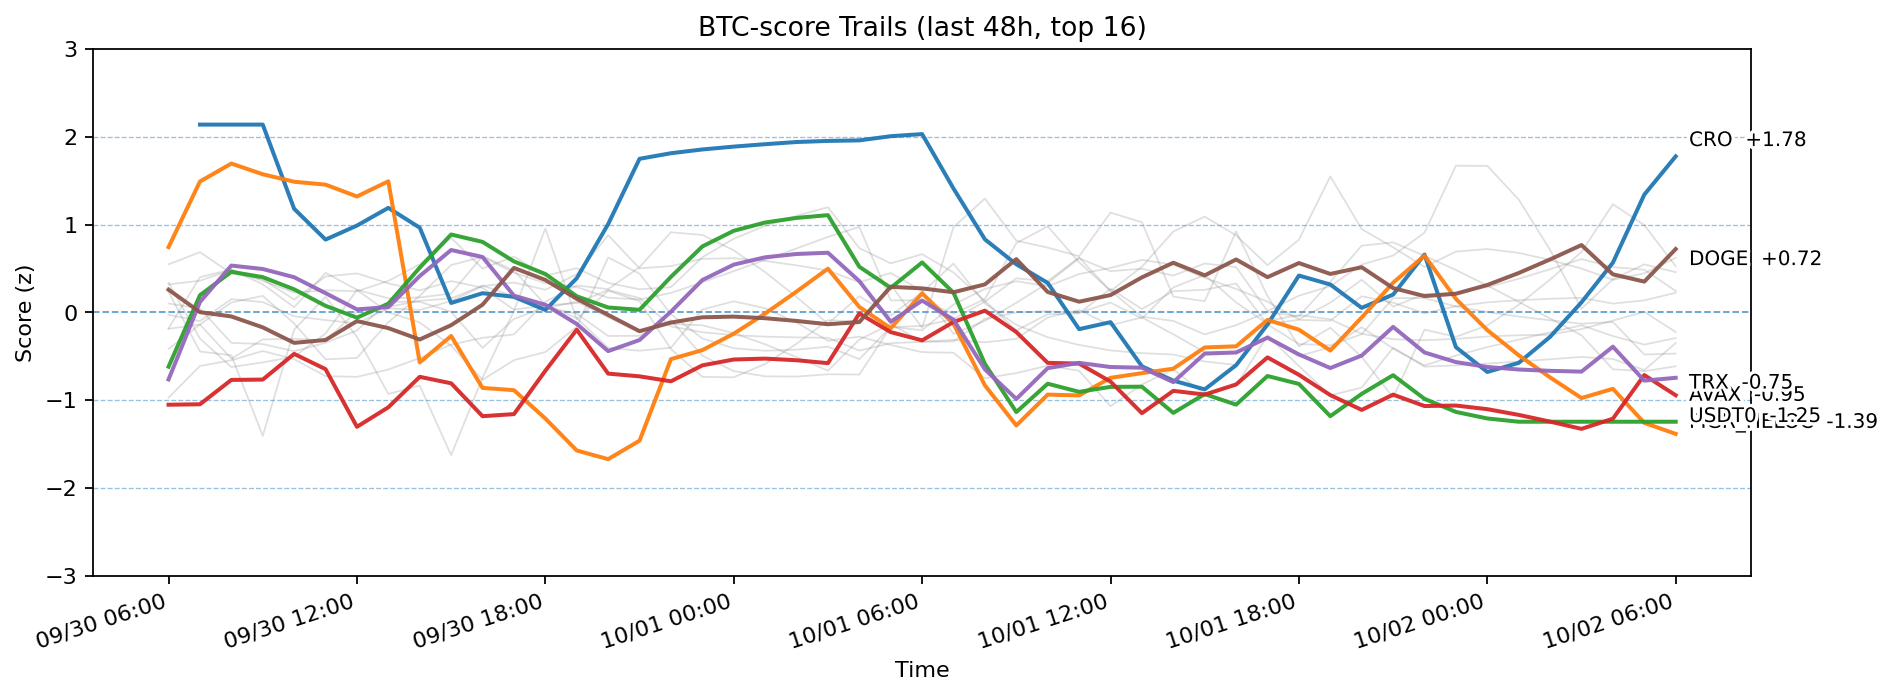 BTC-score Trails (last 48h, top 16)
Score (z)
3
2
1
0
−1
−2
−3
CRO +1.78
DOGE +0.72
TRX -0.75
AVAX -0.95
USDT0 -1.25
-1.39
09/30 06:00
09/30 12:00
09/30 18:00
10/01 00:00
10/01 06:00
10/01 12:00
10/01 18:00
10/02 00:00
10/02 06:00
Time